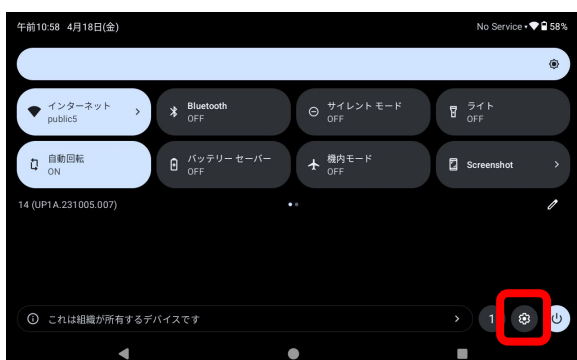 午前10:58 4月18日(金)
No Service 58%
インターネット
public5
Bluetooth
OFF
サイレント モード
OFF
ライト
OFF
自動回転
ON
バッテリー セーバー
OFF
機内モード
OFF
Screenshot
14 (UP1A.231005.007)
これは組織が所有するデバイスです
1